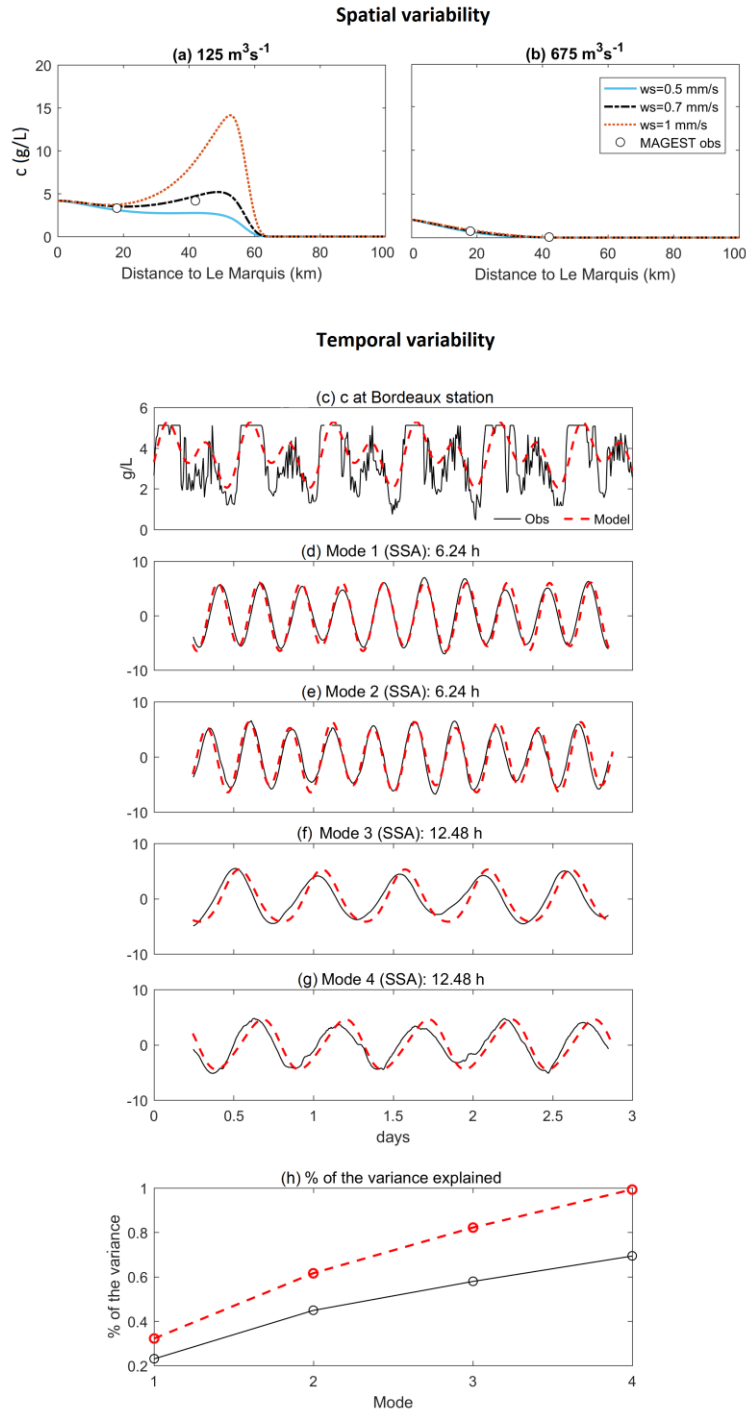 Spatial variability
(a) 125 m³s⁻¹
(b) 675 m³s⁻¹
20
15
10
5
0
c (g/L)
ws=0.5 mm/s
ws=0.7 mm/s
ws=1 mm/s
MAGEST obs
0 20 40 60 80 100
0 20 40 60 80 100
Distance to Le Marquis (km)
Distance to Le Marquis (km)
Temporal variability
(c) c at Bordeaux station
6
4
2
0
g/L
Obs Model
(d) Mode 1 (SSA): 6.24 h
10
0
-10
(e) Mode 2 (SSA): 6.24 h
10
0
-10
(f) Mode 3 (SSA): 12.48 h
10
0
-10
(g) Mode 4 (SSA): 12.48 h
10
0
-10
0 0.5 1 1.5 2 2.5 3
days
(h) % of the variance explained
1
0.8
0.6
0.4
0.2
% of the variance
1 2 3 4
Mode